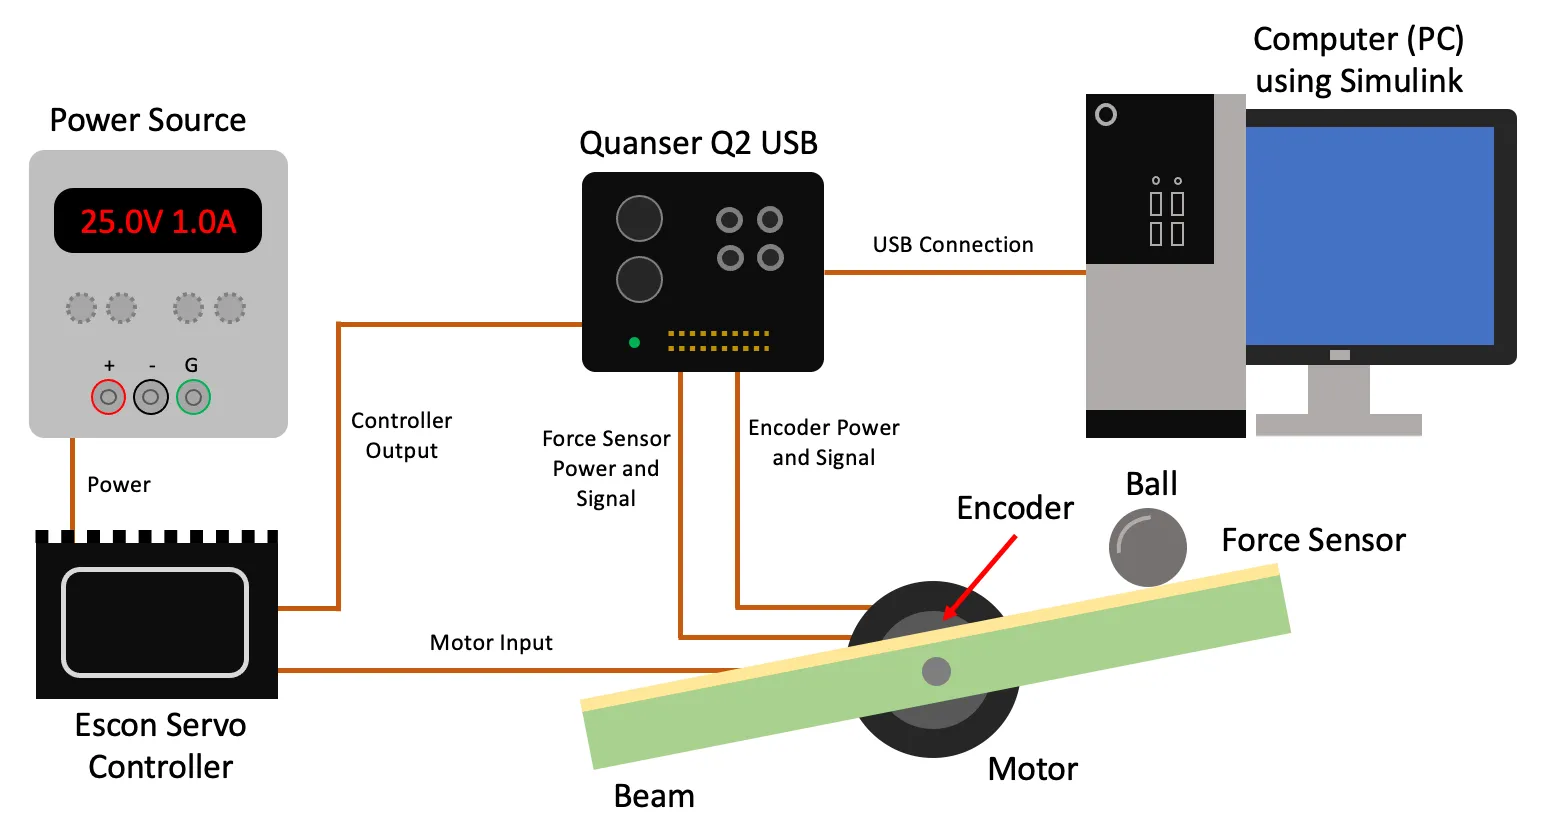 Computer (PC)
using Simulink
Power Source
Quanser Q2 USB
25.0V 1.0A
USB Connection
+ - G
Controller
Output
Force Sensor
Power and
Signal
Encoder Power
and Signal
Power
Ball
Encoder
Force Sensor
Motor Input
Escon Servo
Controller
Motor
Beam